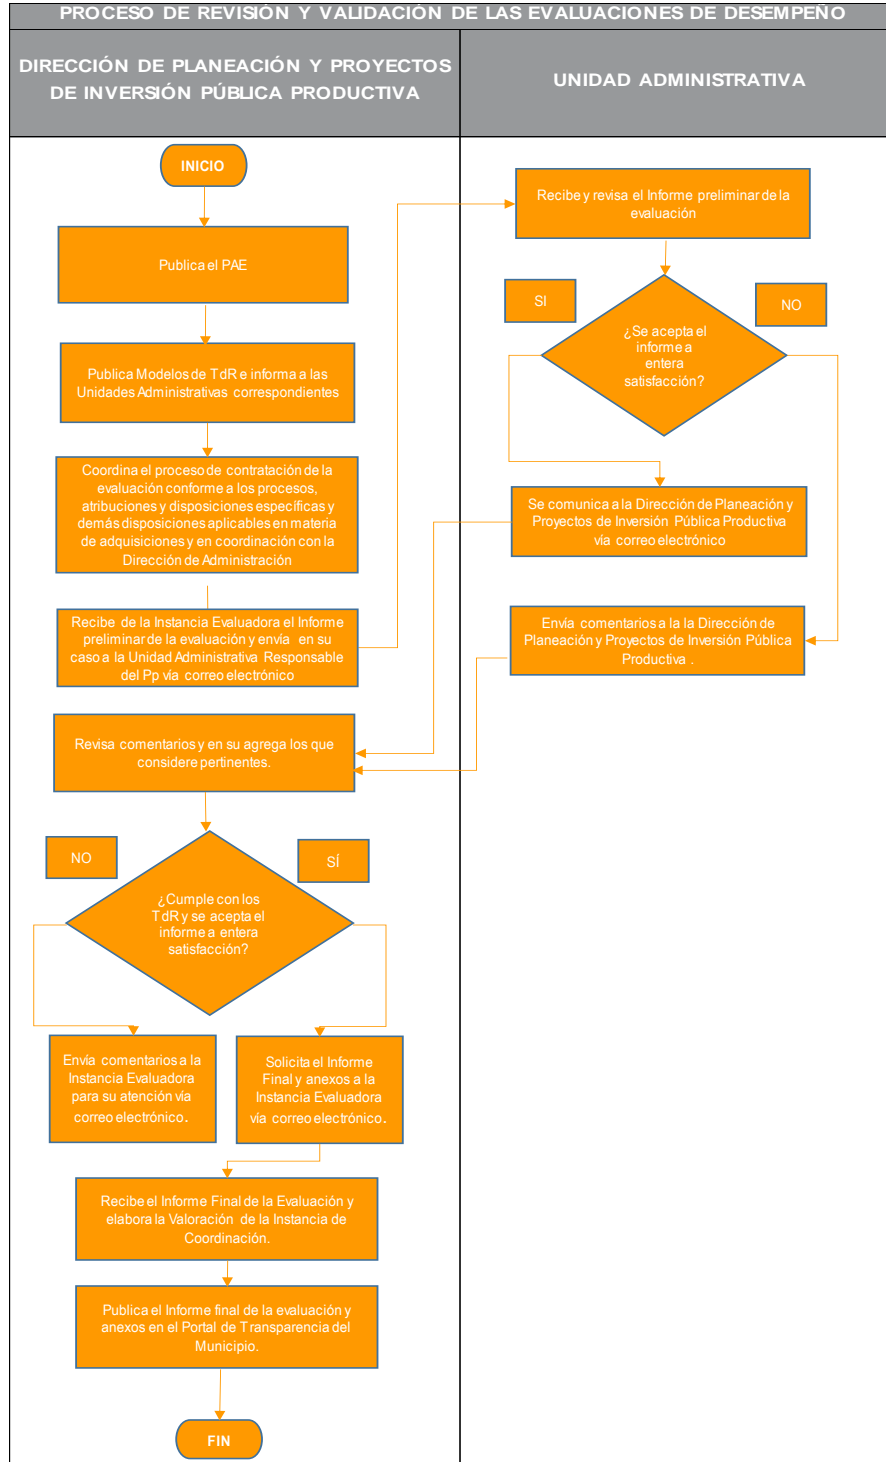 PROCESO DE REVISIÓN Y VALIDACIÓN DE LAS EVALUACIONES DE DESEMPEÑO
DIRECCIÓN DE PLANEACIÓN Y PROYECTOS
DE INVERSIÓN PÚBLICA PRODUCTIVA
UNIDAD ADMINISTRATIVA
INICIO
Publica el PAE
Publica Modelos de TdR e informa a las
Unidades Administrativas correspondientes
Coordina el proceso de contratación de la
evaluación conforme a los procesos,
atribuciones y disposiciones específicas y
demás disposiciones aplicables en materia
de adquisiciones y en coordinación con la
Dirección de Administración
Recibe de la Instancia Evaluadora el Informe
preliminar de la evaluación y envía en su
caso a la Unidad Administrativa Responsable
del Pp vía correo electrónico
Recibe y revisa el Informe preliminar de la
evaluación
SI
NO
¿Se acepta el
informe a
entera
satisfacción?
Se comunica a la Dirección de Planeación y
Proyectos de Inversión Pública Productiva
vía correo electrónico
Envía comentarios a la la Dirección de
Planeación y Proyectos de Inversión Pública
Productiva .
Revisa comentarios y en su agrega los que
considere pertinentes.
NO
SÍ
¿Cumple con los
TdR y se acepta el
informe a entera
satisfacción?
Envía comentarios a la
Instancia Evaluadora
para su atención vía
correo electrónico.
Solicita el Informe
Final y anexos a la
Instancia Evaluadora
vía correo electrónico.
Recibe el Informe Final de la Evaluación y
elabora la Valoración de la Instancia de
Coordinación.
Publica el Informe final de la evaluación y
anexos en el Portal de Transparencia del
Municipio.
FIN